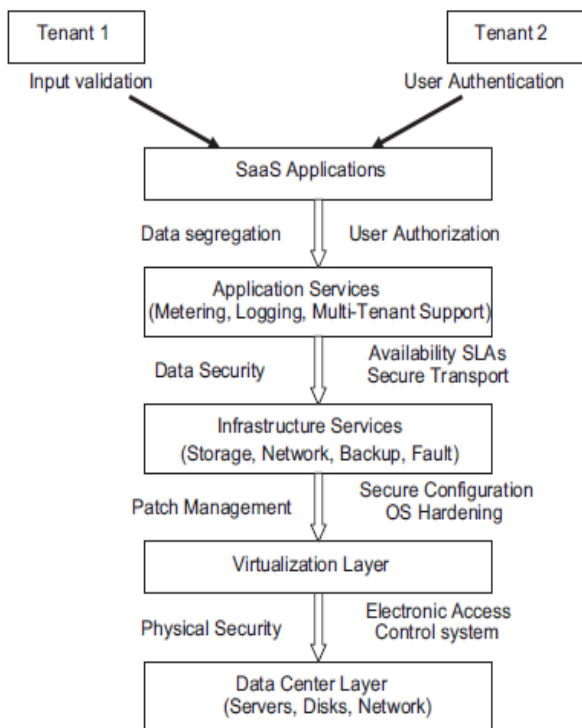 Tenant 1
Tenant 2
Input validation
User Authentication
SaaS Applications
Data segregation
User Authorization
Application Services
(Metering, Logging, Multi-Tenant Support)
Data Security
Availability SLAs
Secure Transport
Infrastructure Services
(Storage, Network, Backup, Fault)
Patch Management
Secure Configuration
OS Hardening
Virtualization Layer
Physical Security
Electronic Access
Control system
Data Center Layer
(Servers, Disks, Network)